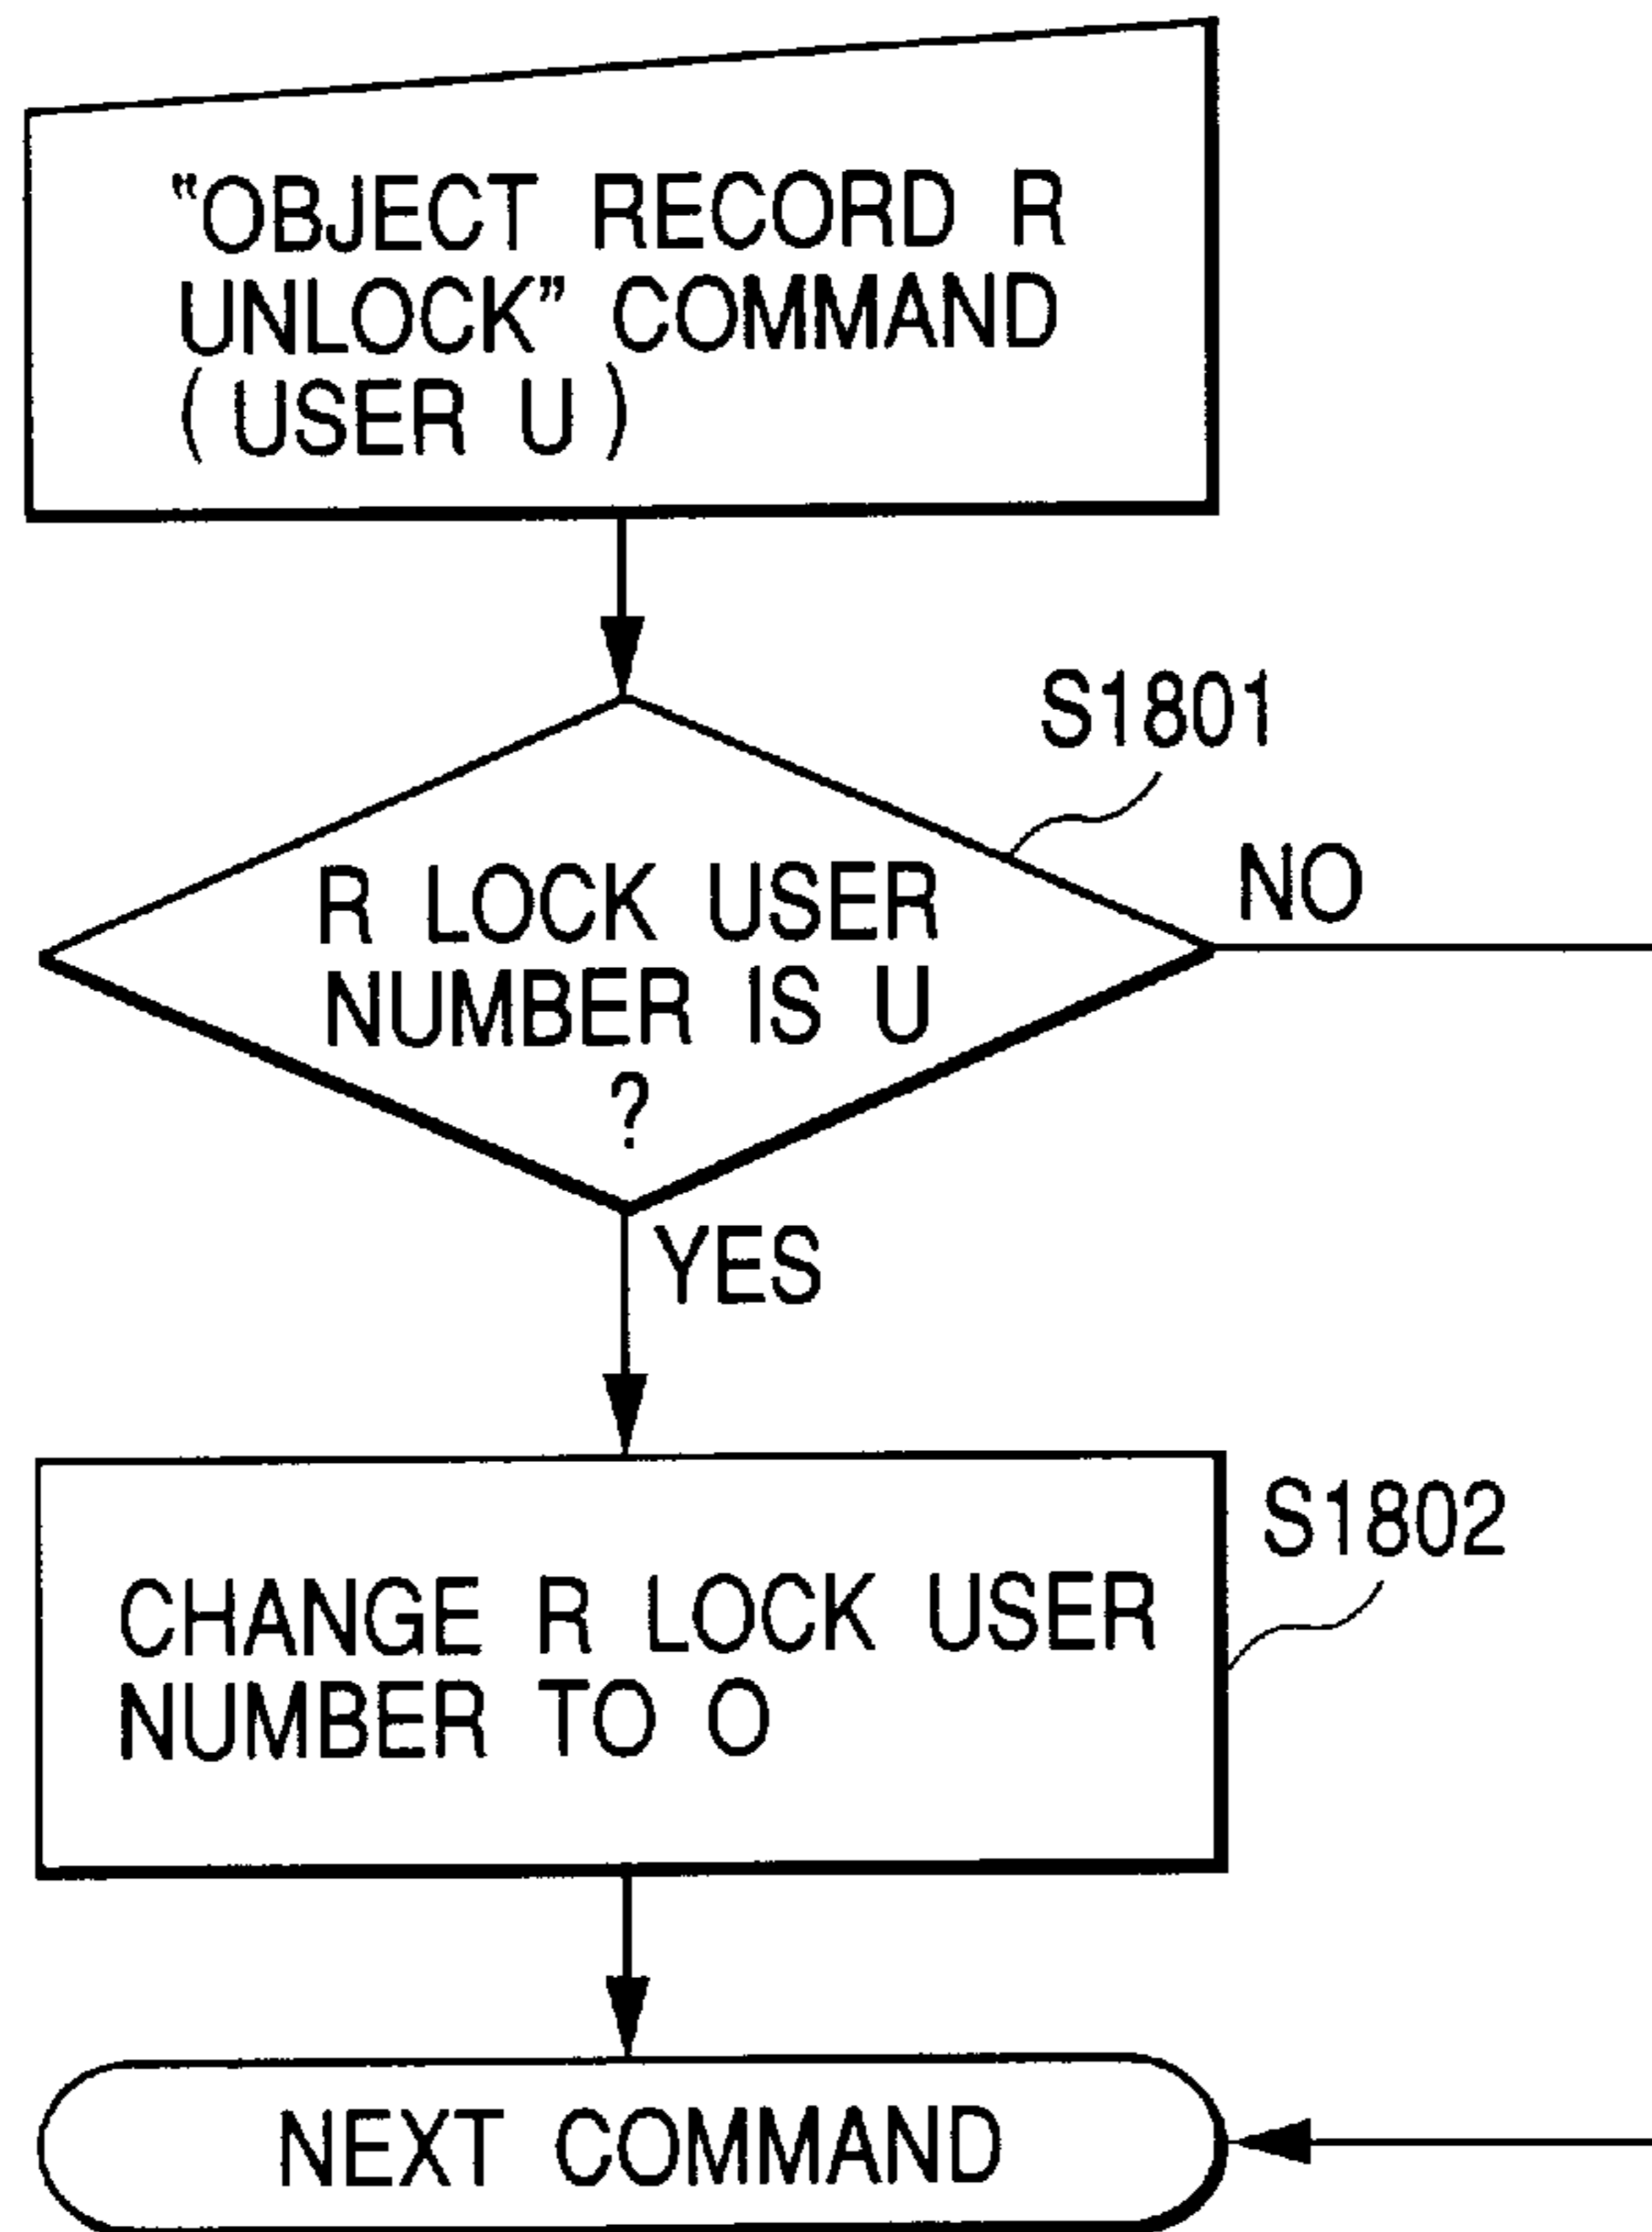 "OBJECT RECORD R
UNLOCK" COMMAND
(USER U)
S1801
R LOCK USER
NUMBER IS U
?
NO
YES
S1802
CHANGE R LOCK USER
NUMBER TO O
NEXT COMMAND